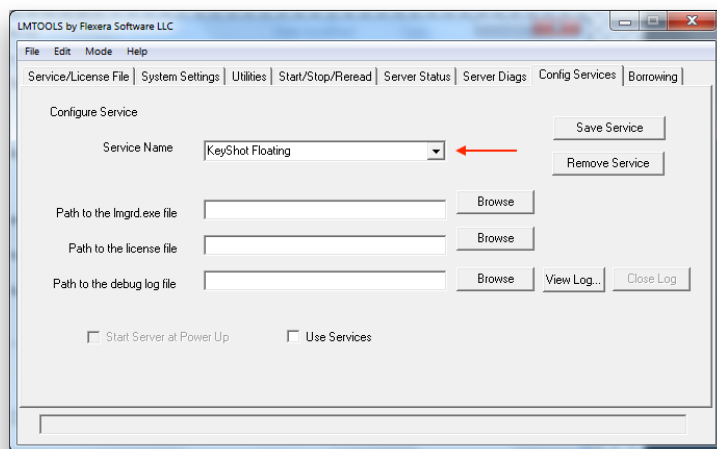 LMTOOLS by Flexera Software LLC
File Edit Mode Help
Service/License File System Settings Utilities Start/Stop/Reread Server Status Server Diags Config Services Borrowing
Configure Service
Save Service
Service Name KeyShot Floating
Remove Service
Path to the lmgrd.exe file Browse
Path to the license file Browse
Path to the debug log file Browse View Log... Close Log
Start Server at Power Up Use Services